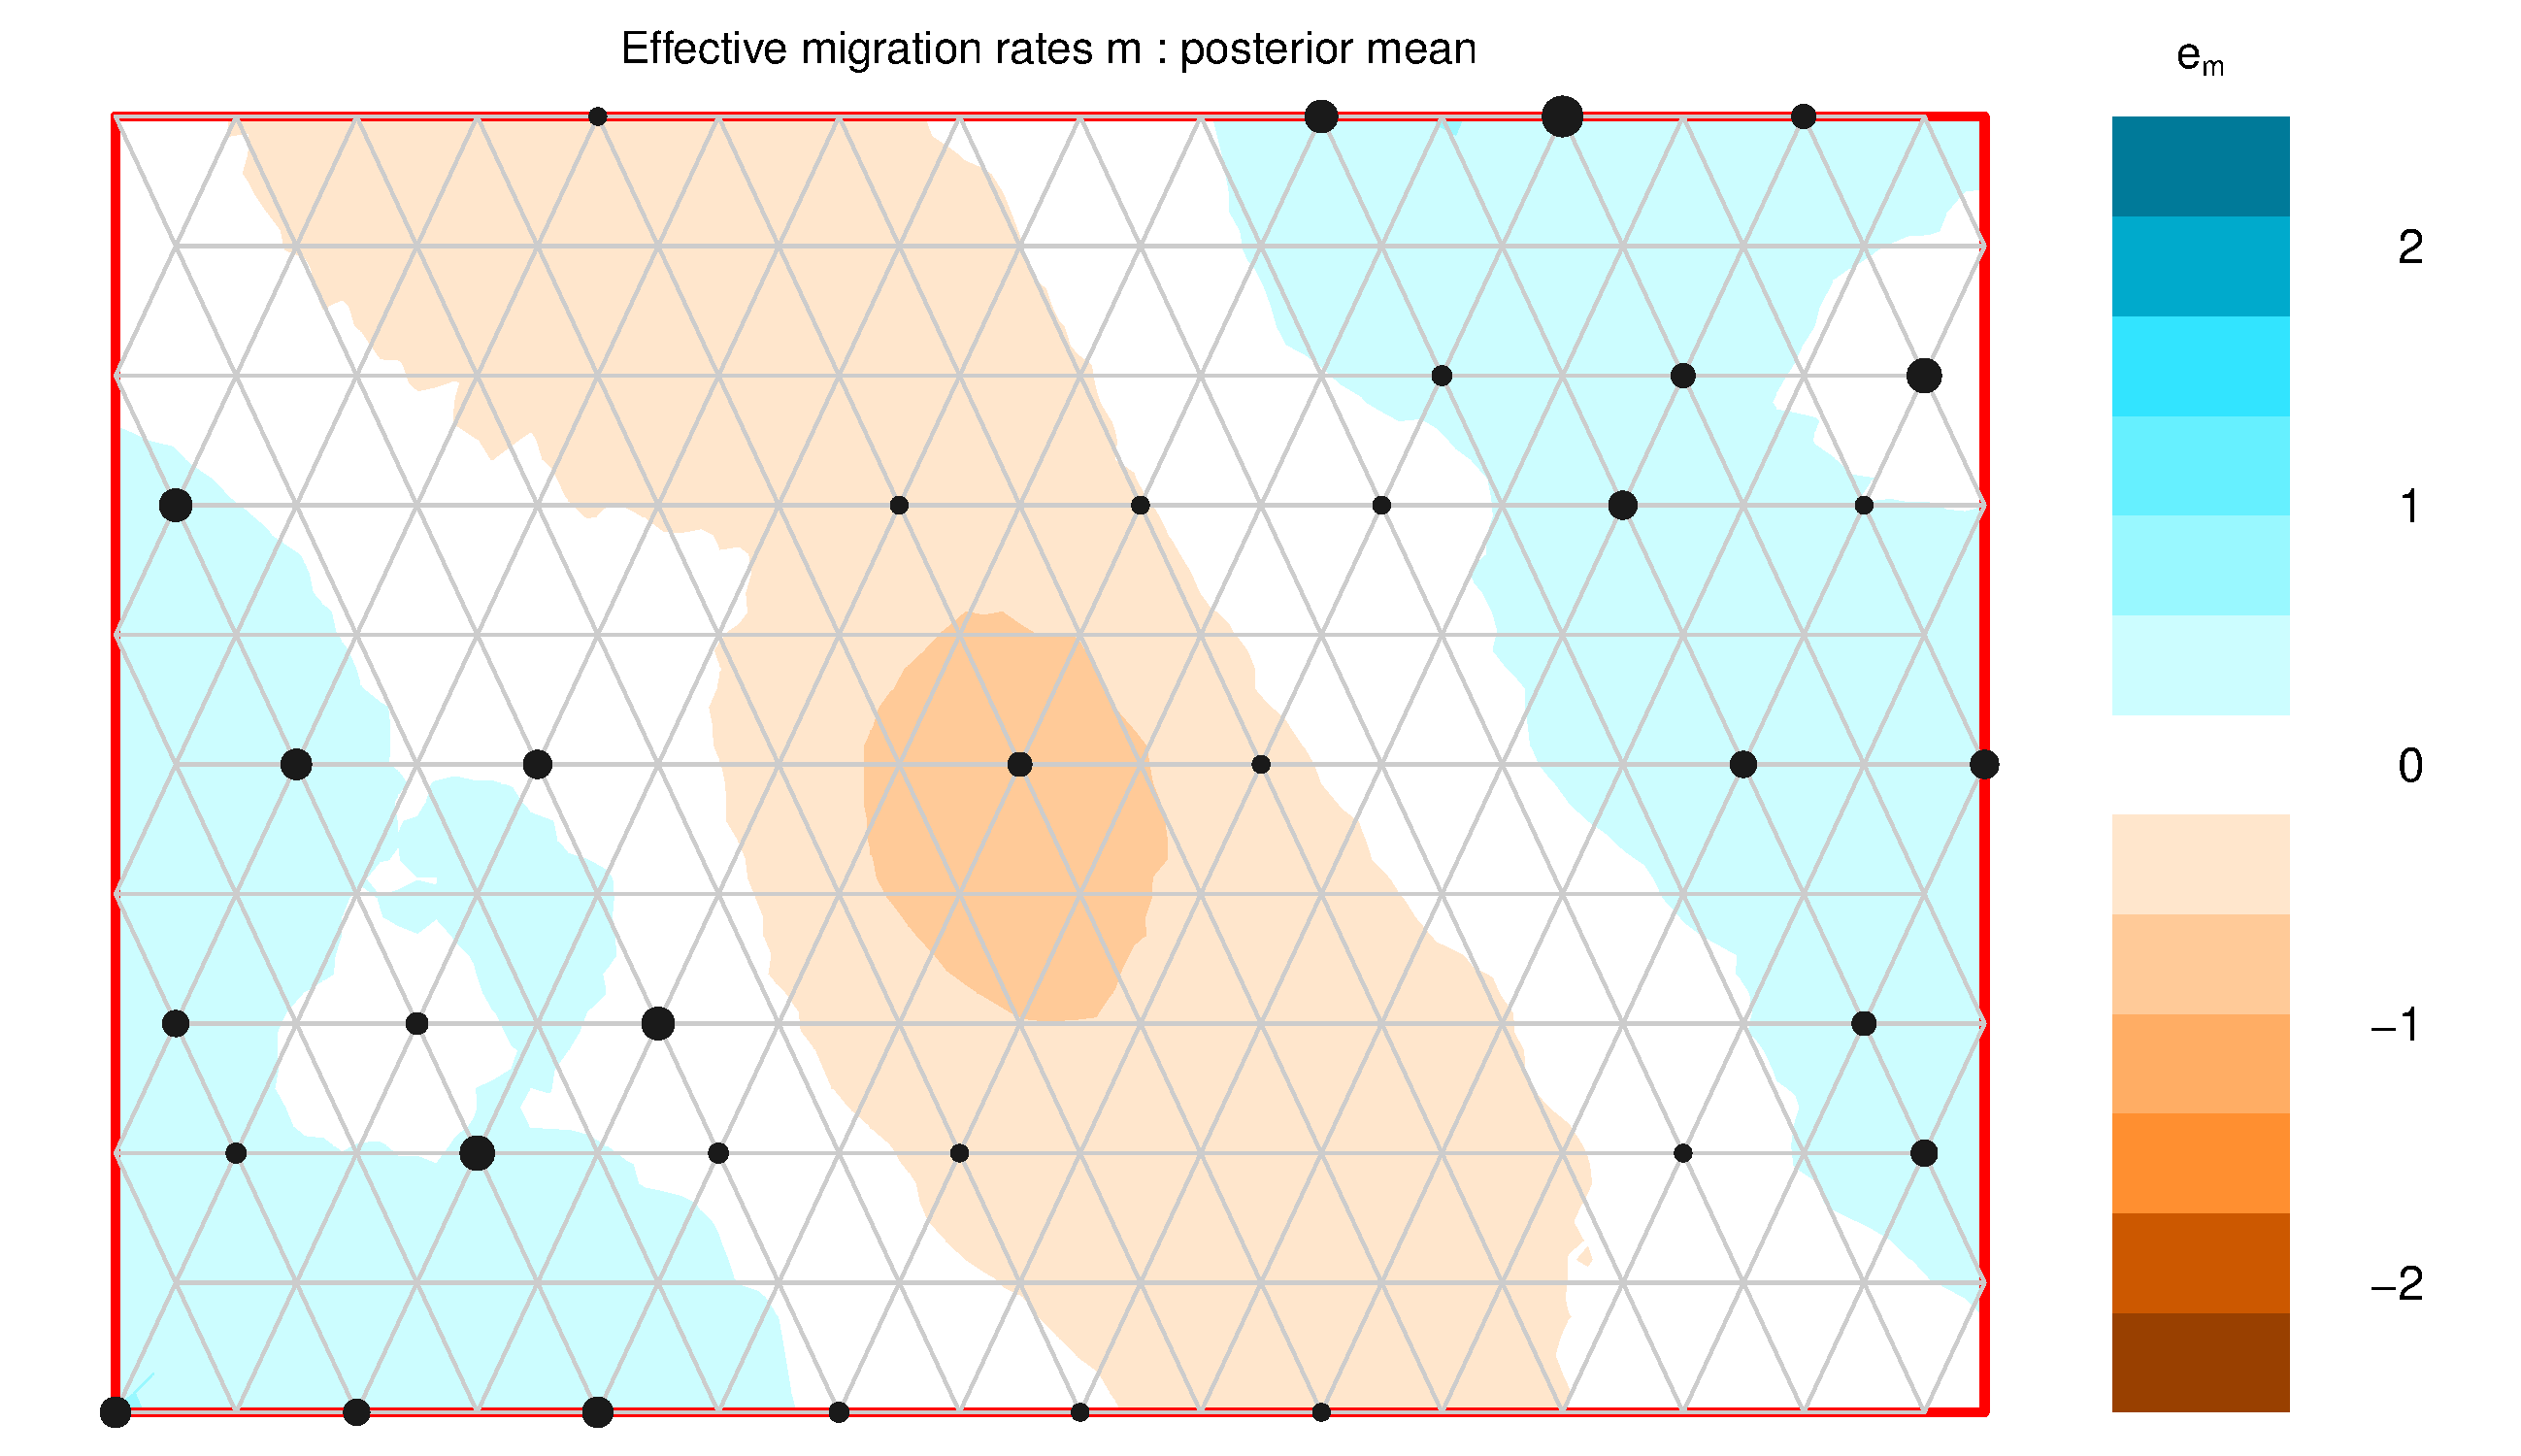 Effective migration rates m : posterior mean
em
2
1
0
−1
−2